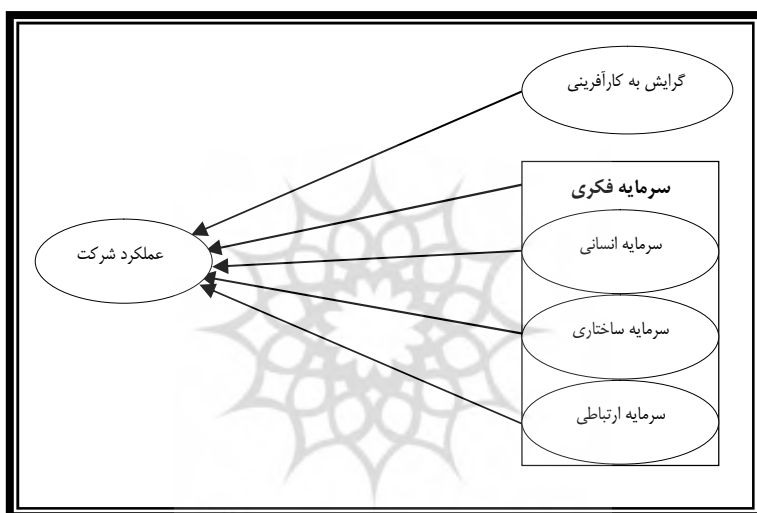 گرایش به کارآفرینی
سرمایه فکری
سرمایه انسانی
عملکرد شرکت
سرمایه ساختاری
سرمایه ارتباطی